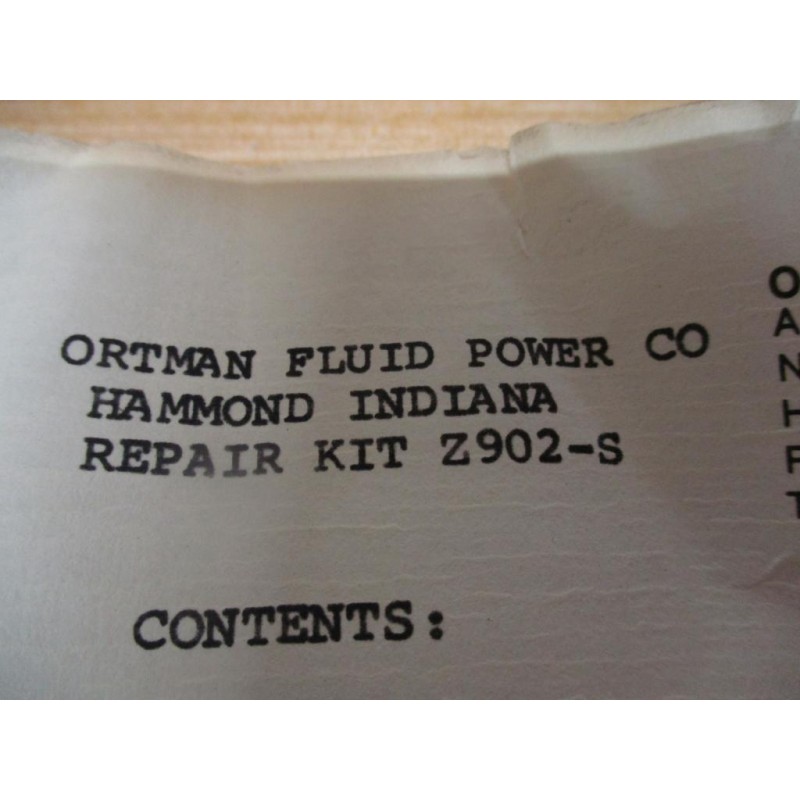 ORTMAN FLUID POWER CO
HAMMOND INDIANA
REPAIR KIT Z902-S
CONTENTS: